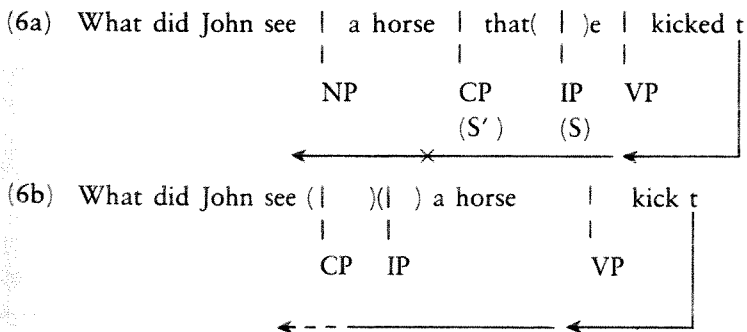 (6a) What did John see | a horse | that( | )e | kicked t
NP CP IP VP
(S′ ) (S)
(6b) What did John see (| )(| ) a horse | kick t
CP IP VP